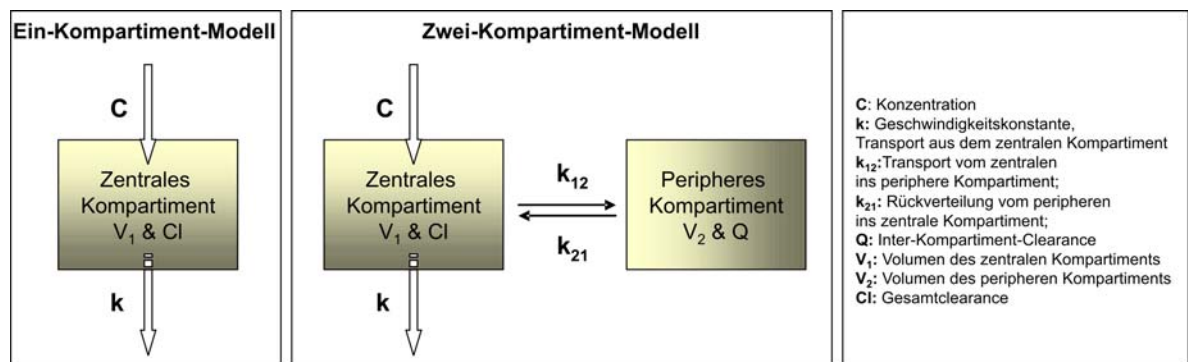 Ein-Kompartiment-Modell
C
Zentrales
Kompartiment
V₁ & Cl
k
Zwei-Kompartiment-Modell
C
Zentrales
Kompartiment
V₁ & Cl
k
k₁₂
k₂₁
Peripheres
Kompartiment
V₂ & Q
C: Konzentration
k: Geschwindigkeitskonstante,
Transport aus dem zentralen Kompartiment
k₁₂:Transport vom zentralen
ins periphere Kompartiment;
k₂₁: Rückverteilung vom peripheren
ins zentrale Kompartiment;
Q: Inter-Kompartiment-Clearance
V₁: Volumen des zentralen Kompartiments
V₂: Volumen des peripheren Kompartiments
Cl: Gesamtclearance